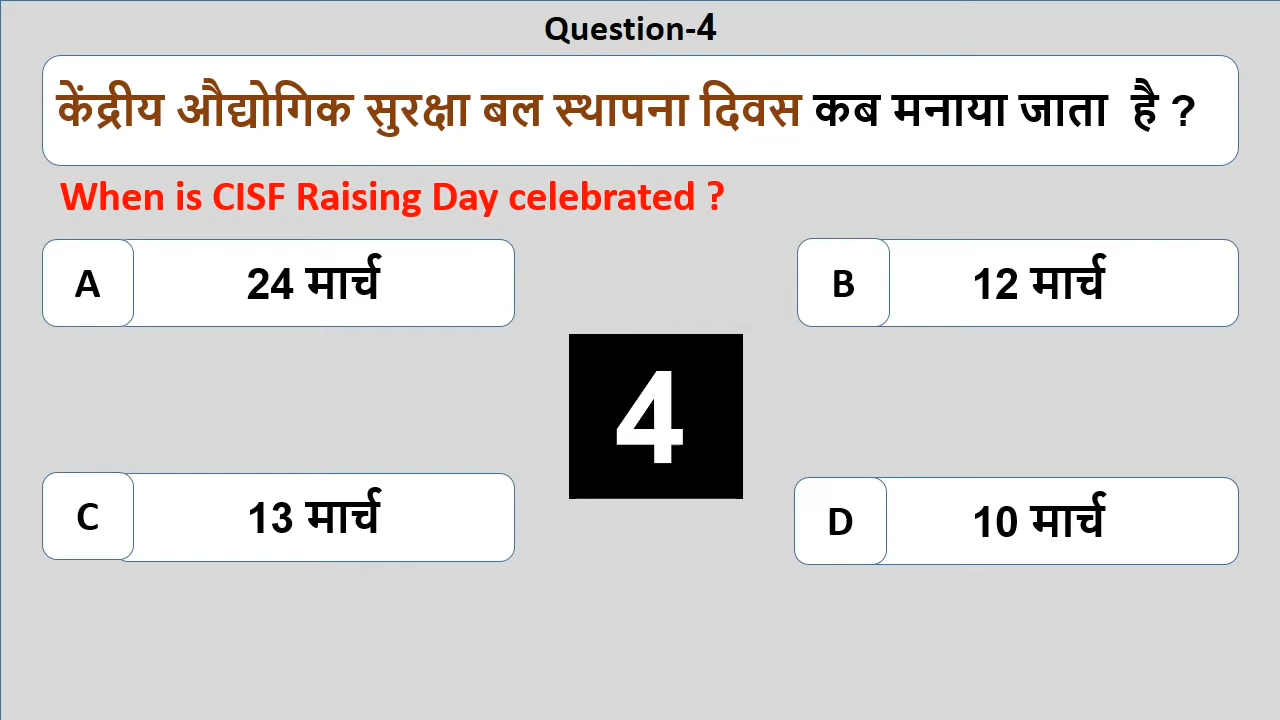 Question-4
केंद्रीय औद्योगिक सुरक्षा बल स्थापना दिवस कब मनाया जाता है ?
When is CISF Raising Day celebrated ?
A 24 मार्च
B 12 मार्च
4
C 13 मार्च
D 10 मार्च